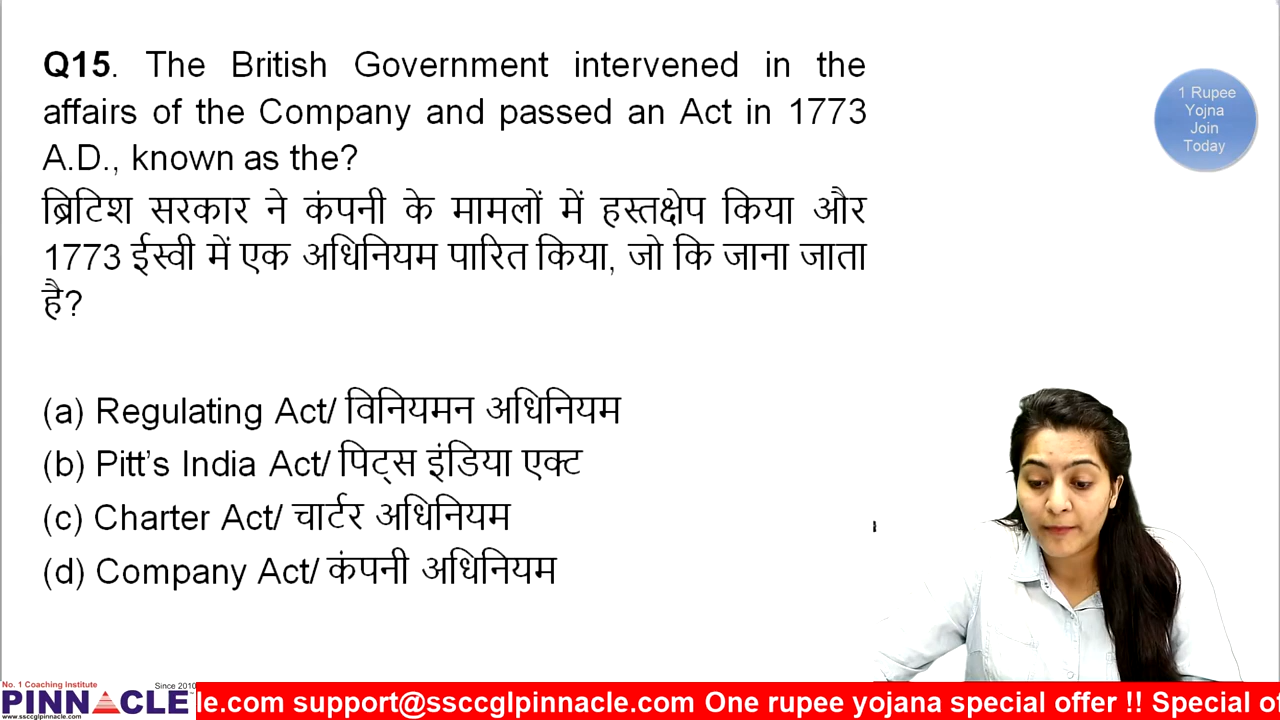 Q15. The British Government intervened in the
affairs of the Company and passed an Act in 1773
A.D., known as the?
ब्रिटिश सरकार ने कंपनी के मामलों में हस्तक्षेप किया और
1773 ईस्वी में एक अधिनियम पारित किया, जो कि जाना जाता
है?
(a) Regulating Act/ विनियमन अधिनियम
(b) Pitt’s India Act/ पिट्स इंडिया एक्ट
(c) Charter Act/ चार्टर अधिनियम
(d) Company Act/ कंपनी अधिनियम
1 Rupee
Yojna
Join
Today
No. 1 Coaching Institute
Since 2010
PINNACLE
www.ssccglpinnacle.com
le.com support@ssccglpinnacle.com One rupee yojana special offer !! Special of